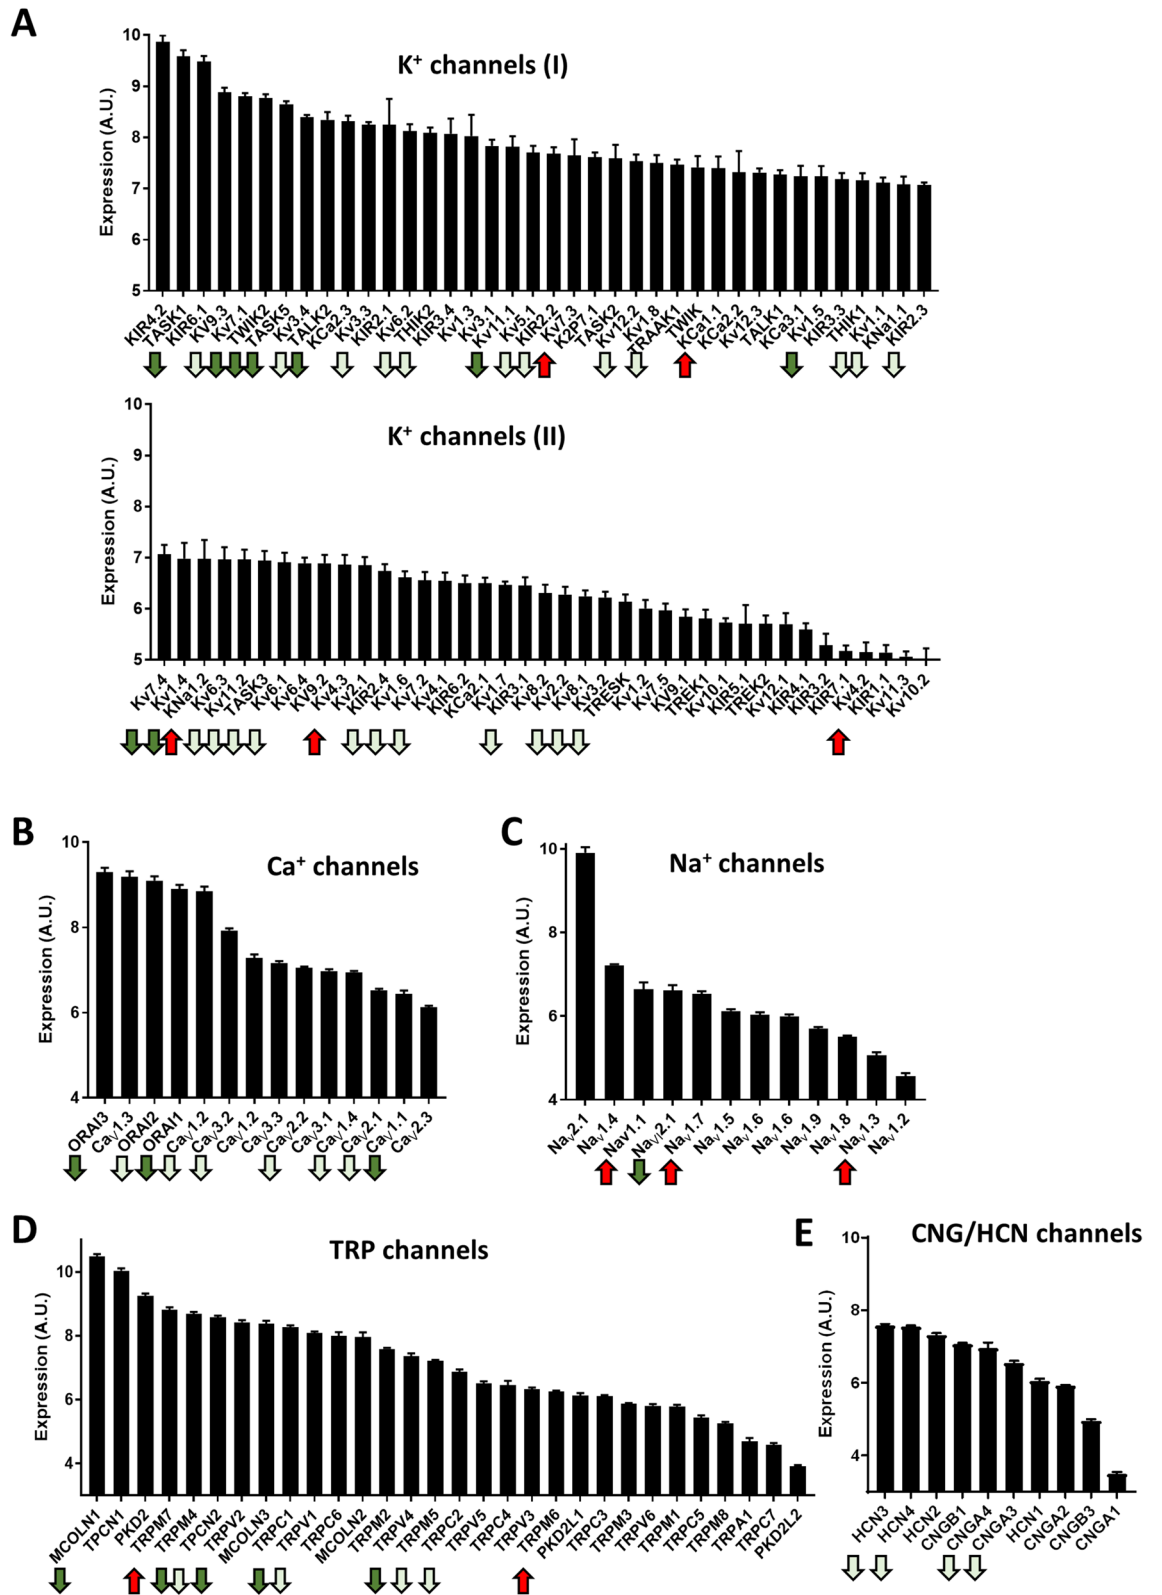 A
K+ channels (I)
Expression (A.U.)
10
9
8
7
6
5
KIR4.2
TASK1
KIR6.1
Kv9.3
Kv7.1
TWIK2
TASK5
Kv3.4
TALK2
KCa2.3
Kv3.3
KIR2.1
Kv6.2
THIK2
KIR3.4
Kv1.3
Kv3.1
Kv11.1
Kv5.1
KIR2.2
Kv7.3
K2P7.1
TASK2
Kv12.2
Kv1.8
TRAAK1
TWIK
KCa1.1
KCa2.2
Kv12.3
TALK1
KCa3.1
Kv1.5
KIR3.3
THIK1
Kv1.1
KNa1.1
KIR2.3
K+ channels (II)
Expression (A.U.)
10
9
8
7
6
5
Kv7.4
Kv1.4
KNa1.2
Kv6.3
Kv11.2
TASK3
Kv6.1
Kv6.4
Kv9.2
Kv4.3
Kv2.1
KIR2.4
Kv1.6
Kv7.2
Kv4.1
KIR6.2
KCa2.1
Kv1.7
KIR3.1
Kv8.2
Kv2.2
Kv8.1
Kv3.2
TRESK
Kv1.2
Kv7.5
Kv9.1
TREK1
Kv10.1
KIR5.1
TREK2
Kv12.1
KIR4.1
KIR3.2
KIR7.1
Kv4.2
KIR1.1
Kv11.3
Kv10.2
B
Ca+ channels
Expression (A.U.)
10
8
6
4
ORAI3
CaV1.3
ORAI2
ORAI1
CaV1.2
CaV3.2
CaV1.2
CaV3.3
CaV2.2
CaV3.1
CaV1.4
CaV2.1
CaV1.1
CaV2.3
C
Na+ channels
Expression (A.U.)
10
8
6
4
NaV2.1
NaV1.4
Nav1.1
NaVI2.1
NaV1.7
NaV1.5
NaV1.6
NaV1.6
NaV1.9
NaV1.8
NaV1.3
NaV1.2
D
TRP channels
Expression (A.U.)
10
8
6
4
MCOLN1
TPCN1
PKD2
TRPM7
TRPM4
TPCN2
TRPV2
MCOLN3
TRPC1
TRPV1
TRPC6
MCOLN2
TRPM2
TRPV4
TRPM5
TRPC2
TRPV5
TRPC4
TRPV3
TRPM6
PKD2L1
TRPC3
TRPM3
TRPV6
TRPM1
TRPC5
TRPM8
TRPA1
TRPC7
PKD2L2
E
CNG/HCN channels
Expression (A.U.)
10
8
6
4
HCN3
HCN4
HCN2
CNGB1
CNGA4
CNGA3
HCN1
CNGA2
CNGB3
CNGA1